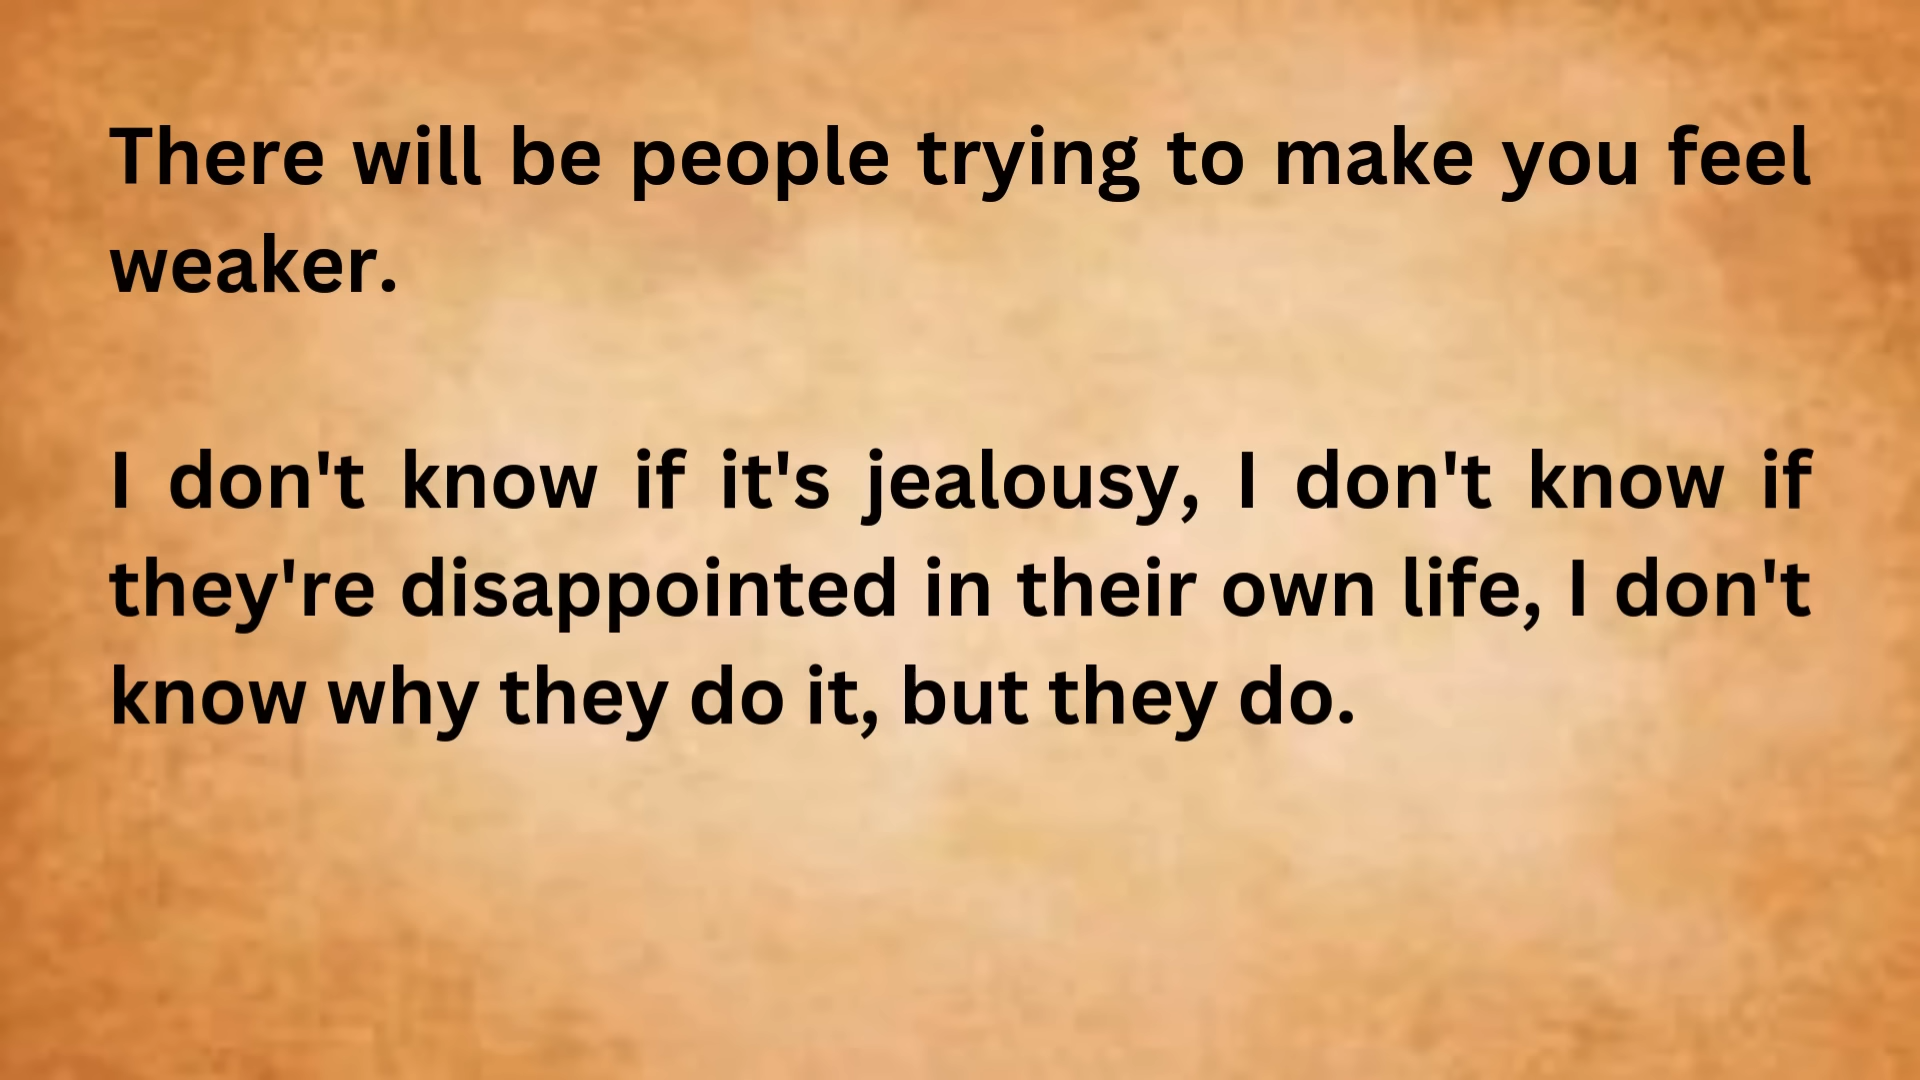 There will be people trying to make you feel
weaker.
I don't know if it's jealousy, I don't know if
they're disappointed in their own life, I don't
know why they do it, but they do.